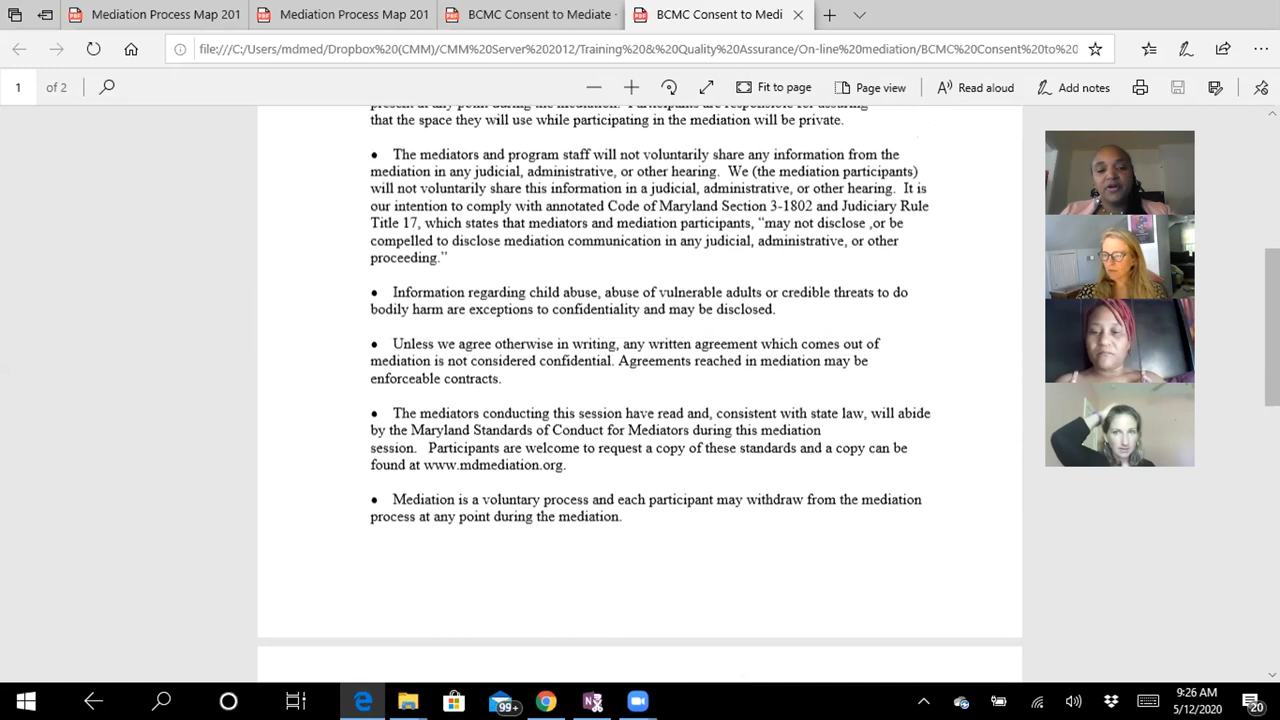 Mediation Process Map 201
Mediation Process Map 201
BCMC Consent to Mediate -
BCMC Consent to Medi
file:///C:/Users/mdmed/Dropbox%20(CMM)/CMM%20Server%202012/Training%20&%20Quality%20Assurance/On-line%20mediation/BCMC%20Consent%20to%20
1 of 2
Fit to page
Page view
Read aloud
Add notes
present at any point during the mediation. Participants are responsible for assuring
that the space they will use while participating in the mediation will be private.
• The mediators and program staff will not voluntarily share any information from the
mediation in any judicial, administrative, or other hearing. We (the mediation participants)
will not voluntarily share this information in a judicial, administrative, or other hearing. It is
our intention to comply with annotated Code of Maryland Section 3-1802 and Judiciary Rule
Title 17, which states that mediators and mediation participants, “may not disclose ,or be
compelled to disclose mediation communication in any judicial, administrative, or other
proceeding.”
• Information regarding child abuse, abuse of vulnerable adults or credible threats to do
bodily harm are exceptions to confidentiality and may be disclosed.
• Unless we agree otherwise in writing, any written agreement which comes out of
mediation is not considered confidential. Agreements reached in mediation may be
enforceable contracts.
• The mediators conducting this session have read and, consistent with state law, will abide
by the Maryland Standards of Conduct for Mediators during this mediation
session. Participants are welcome to request a copy of these standards and a copy can be
found at www.mdmediation.org.
• Mediation is a voluntary process and each participant may withdraw from the mediation
process at any point during the mediation.
99+
9:26 AM
5/12/2020
20